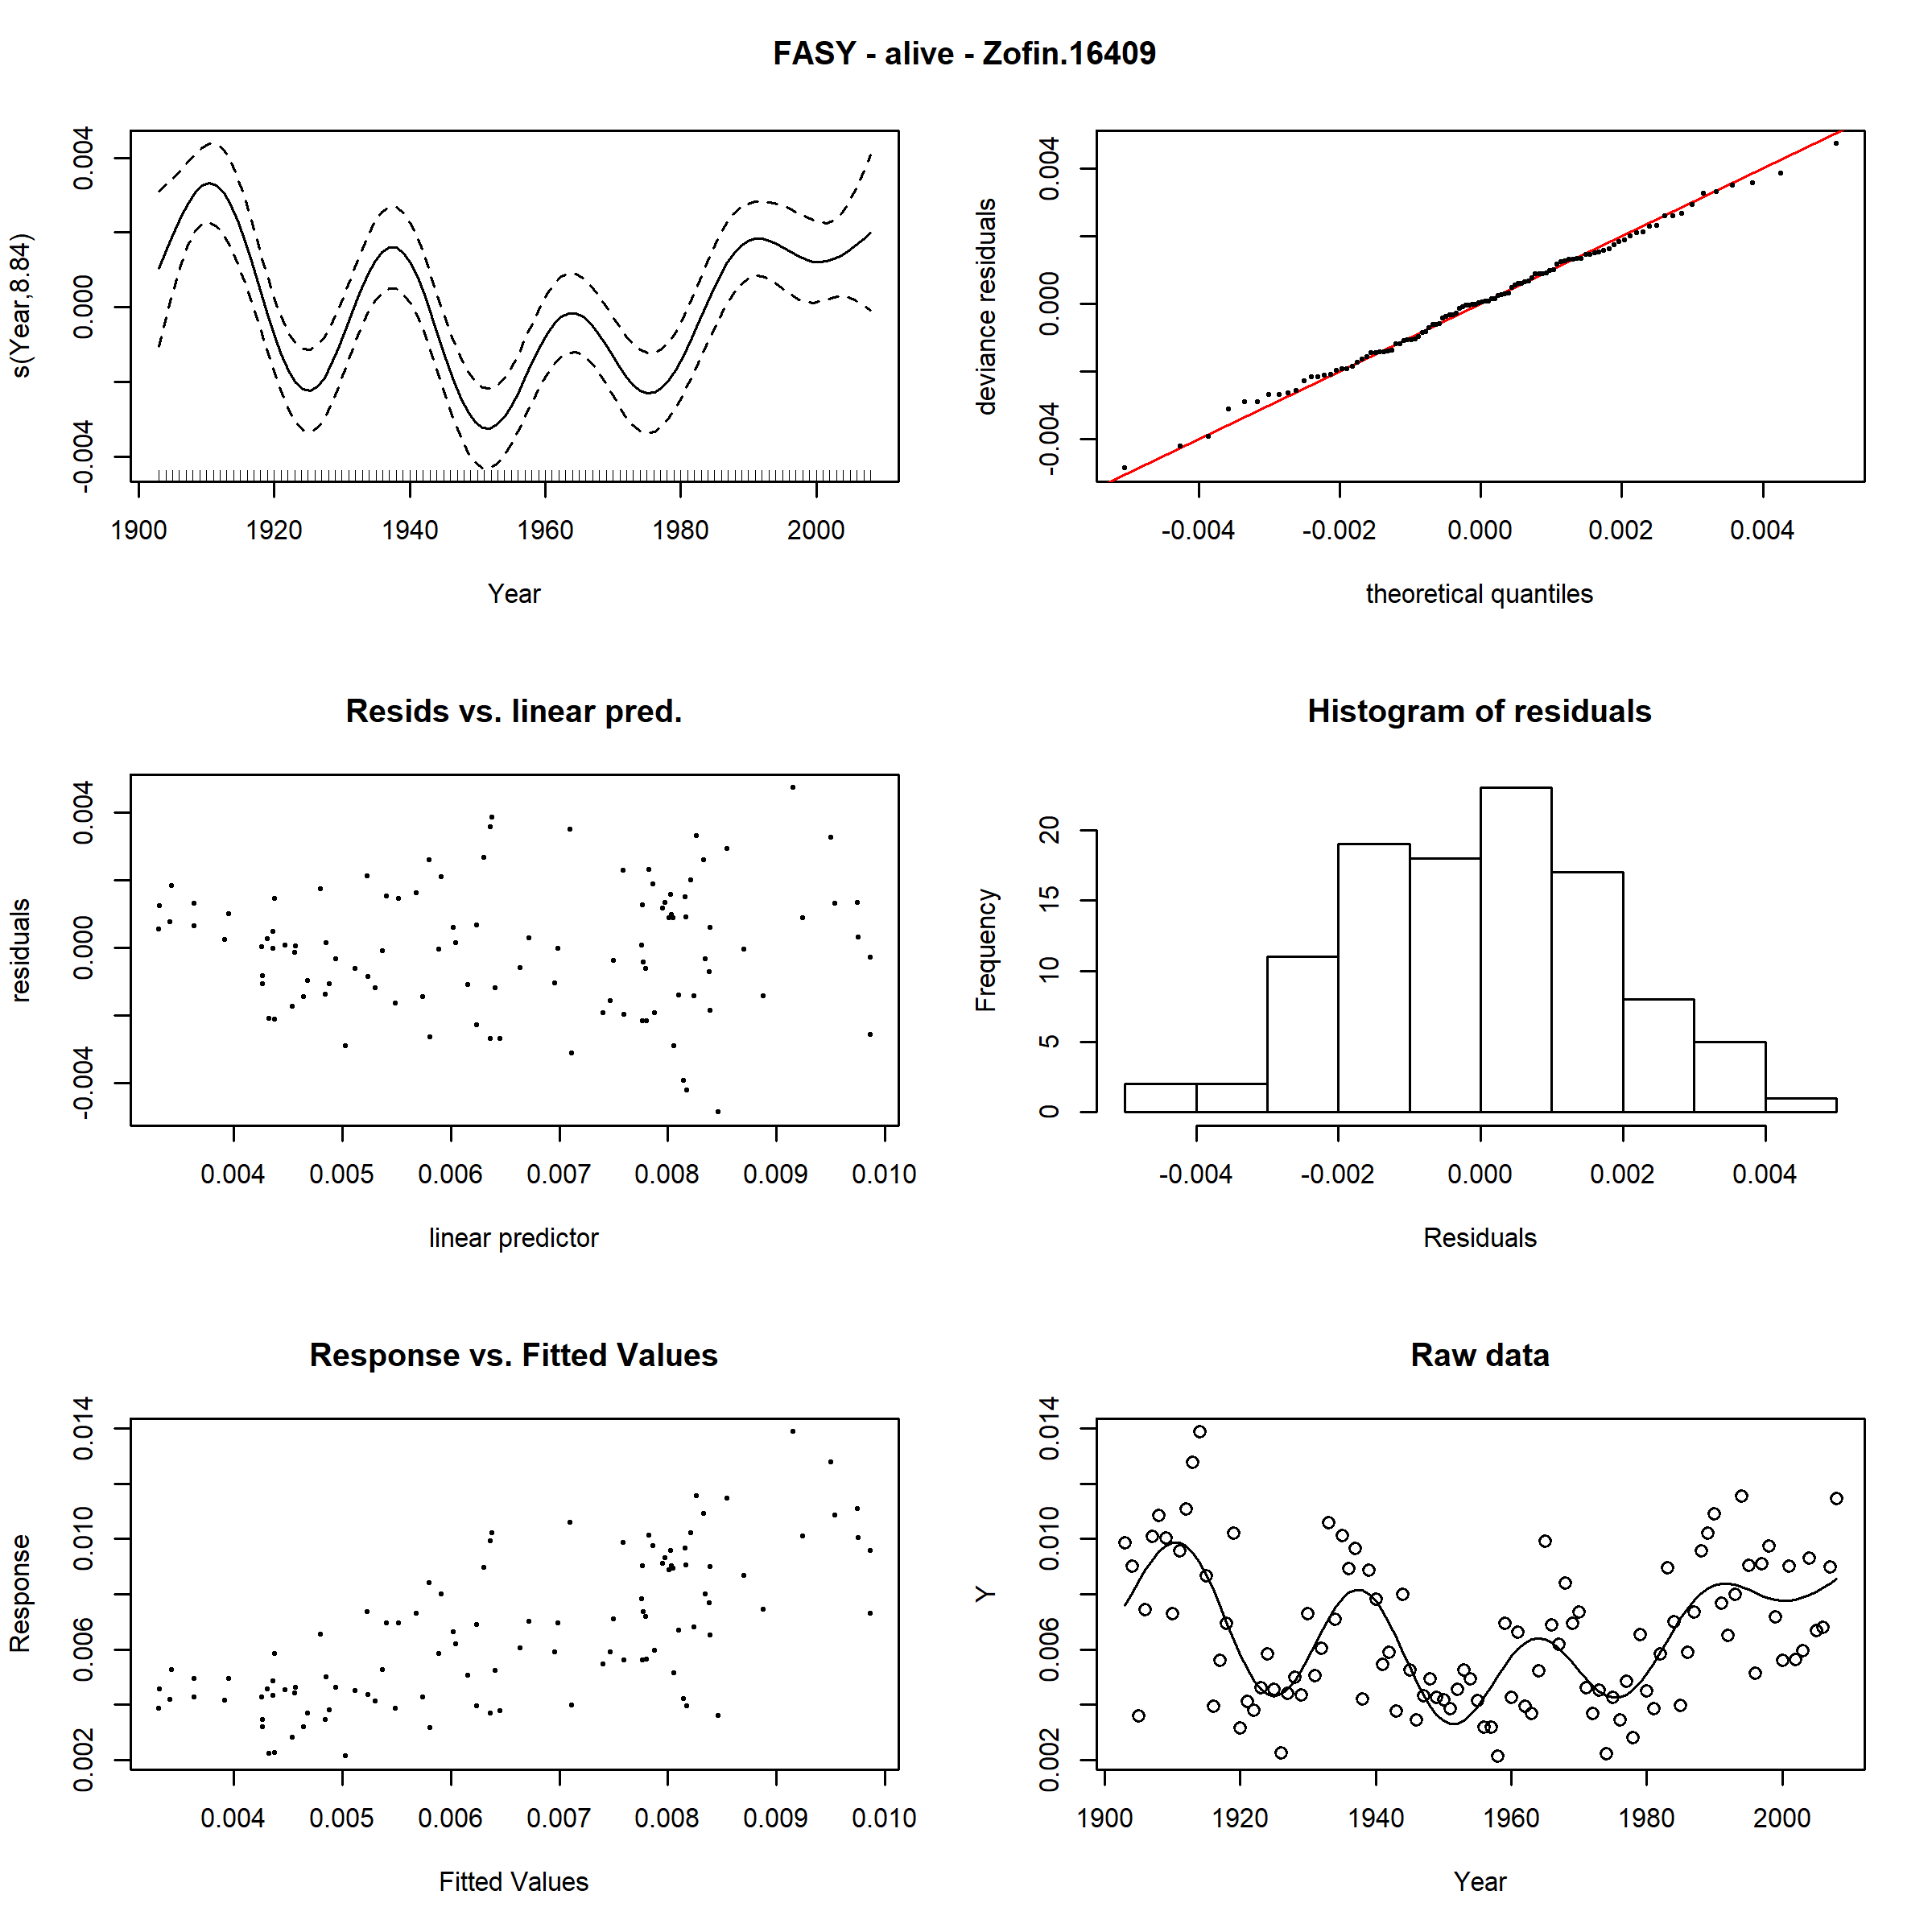 FASY - alive - Zofin.16409
s(Year,8.84)
0.004
0.000
-0.004
1900 1920 1940 1960 1980 2000
Year
deviance residuals
0.004
0.000
-0.004
-0.004 -0.002 0.000 0.002 0.004
theoretical quantiles
Resids vs. linear pred.
residuals
0.004
0.000
-0.004
0.004 0.005 0.006 0.007 0.008 0.009 0.010
linear predictor
Histogram of residuals
Frequency
20
15
10
5
0
-0.004 -0.002 0.000 0.002 0.004
Residuals
Response vs. Fitted Values
Response
0.014
0.010
0.006
0.002
0.004 0.005 0.006 0.007 0.008 0.009 0.010
Fitted Values
Raw data
Y
0.014
0.010
0.006
0.002
1900 1920 1940 1960 1980 2000
Year